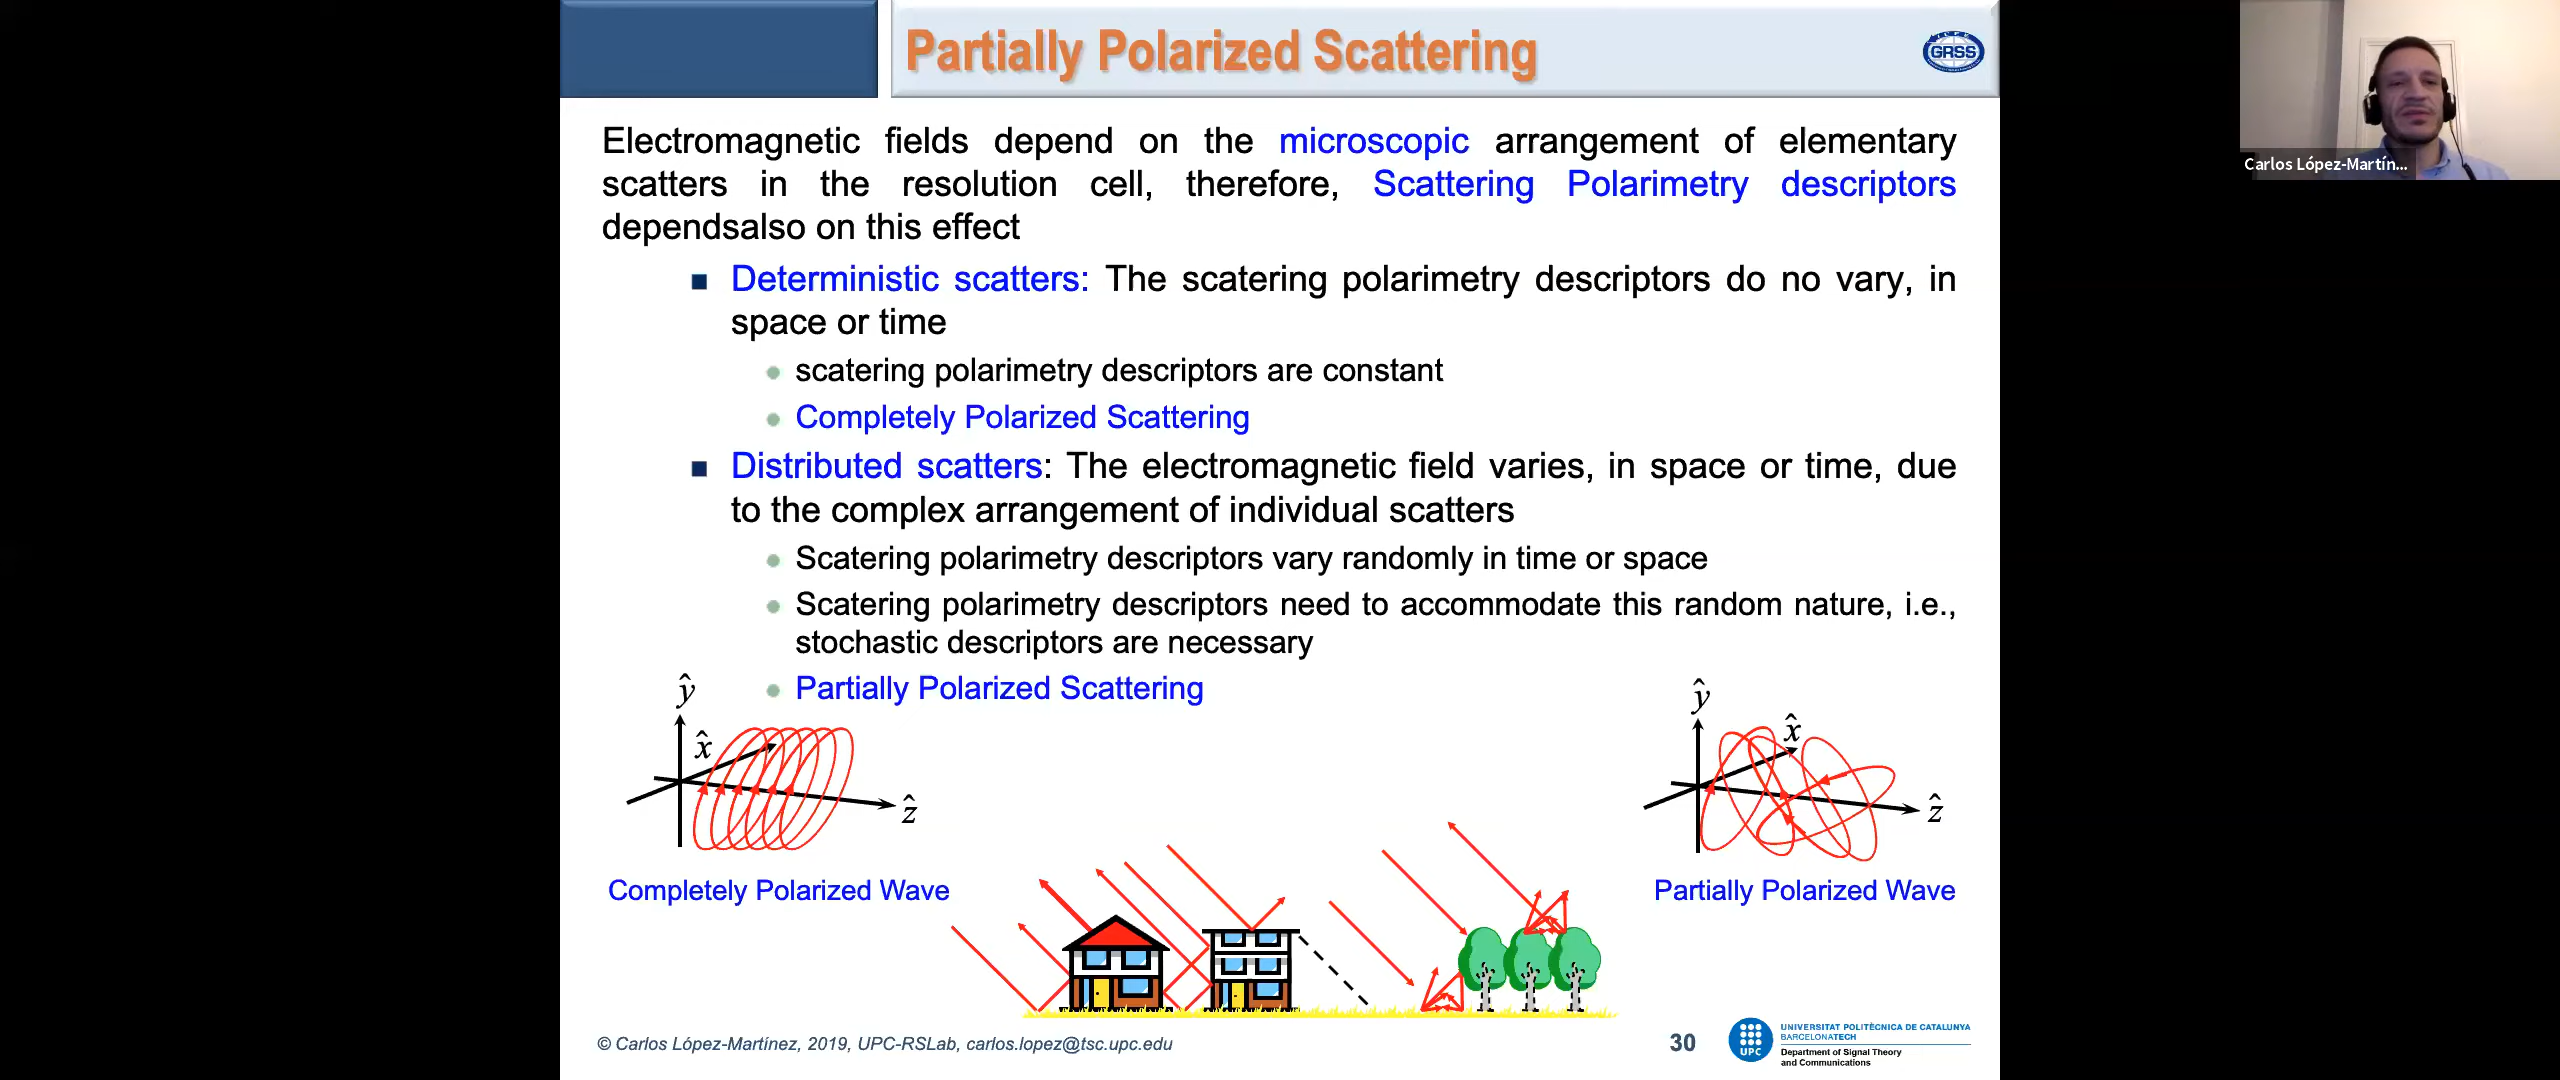 Partially Polarized Scattering
GRSS
Carlos López-Martín...
Electromagnetic fields depend on the microscopic arrangement of elementary
scatters in the resolution cell, therefore, Scattering Polarimetry descriptors
dependsalso on this effect
Deterministic scatters: The scatering polarimetry descriptors do no vary, in
space or time
scatering polarimetry descriptors are constant
Completely Polarized Scattering
Distributed scatters: The electromagnetic field varies, in space or time, due
to the complex arrangement of individual scatters
Scatering polarimetry descriptors vary randomly in time or space
Scatering polarimetry descriptors need to accommodate this random nature, i.e.,
stochastic descriptors are necessary
Partially Polarized Scattering
ŷ
x̂
ẑ
Completely Polarized Wave
ŷ
x̂
ẑ
Partially Polarized Wave
© Carlos López-Martínez, 2019, UPC-RSLab, carlos.lopez@tsc.upc.edu
30
UPC
UNIVERSITAT POLITÈCNICA DE CATALUNYA
BARCELONATECH
Department of Signal Theory
and Communications